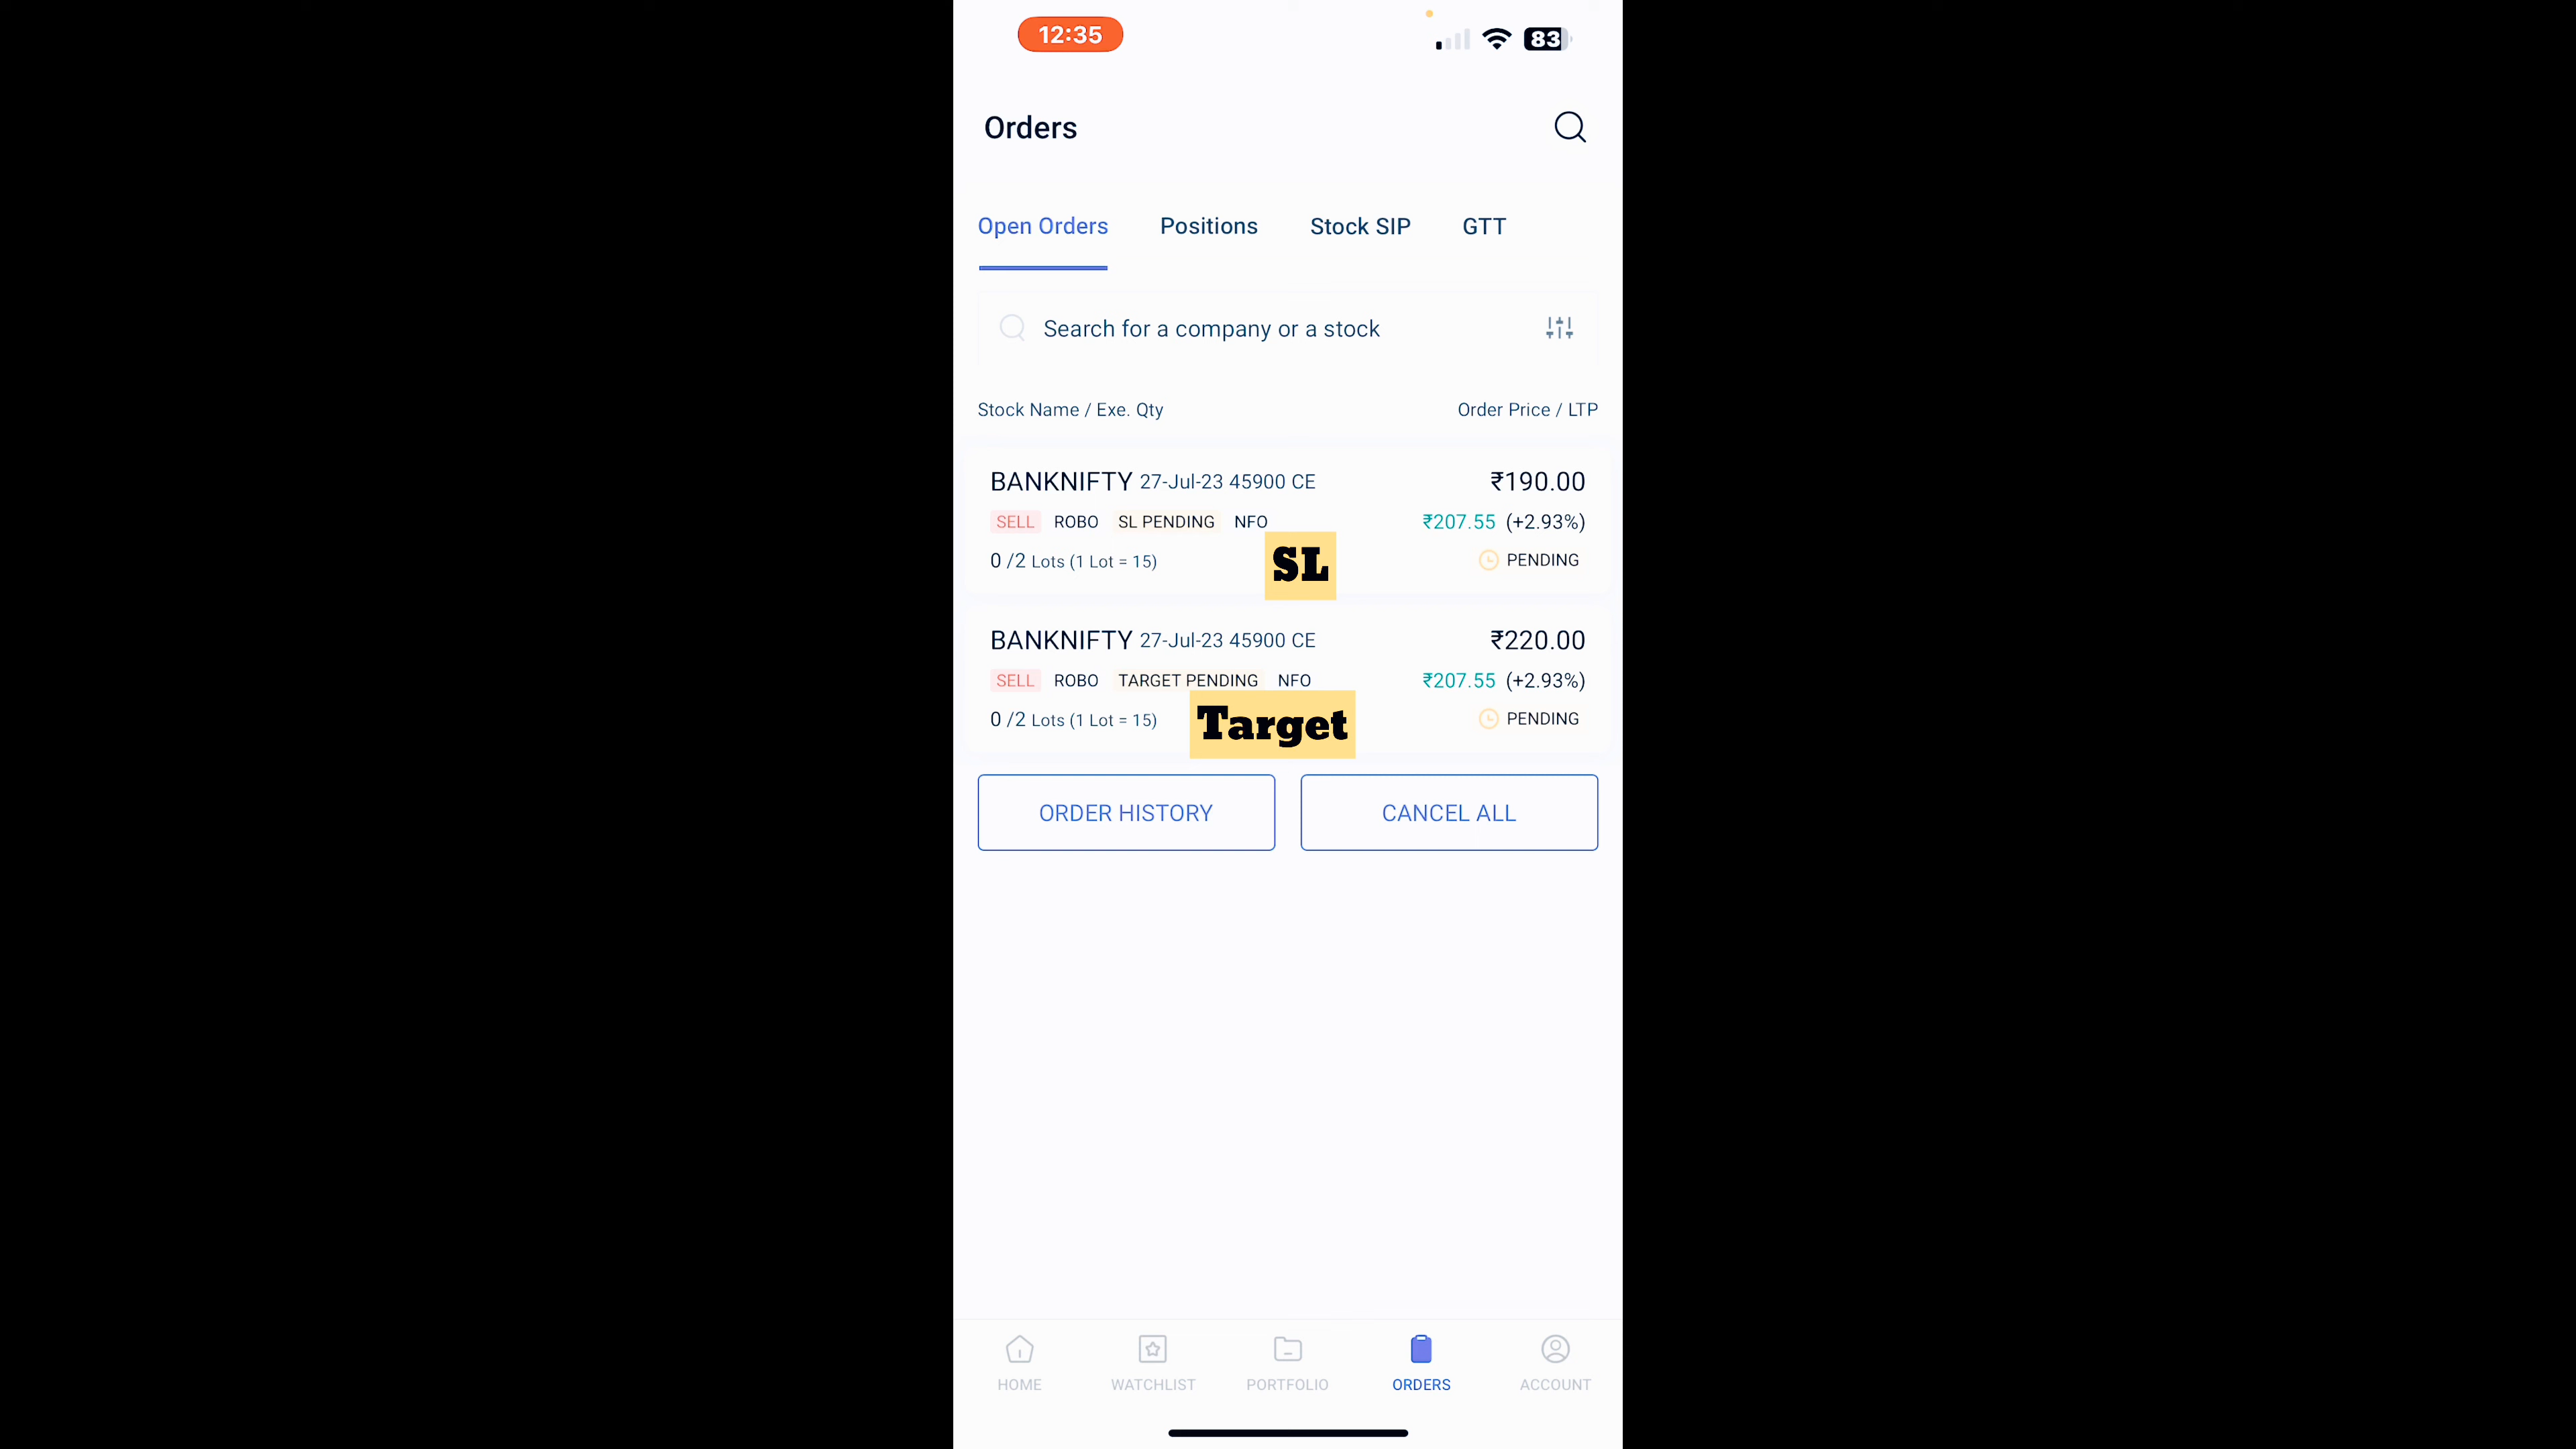 12:35
83
Orders
Open Orders Positions Stock SIP GTT
Search for a company or a stock
Stock Name / Exe. Qty Order Price / LTP
BANKNIFTY 27-Jul-23 45900 CE ₹190.00
SELL ROBO SL PENDING NFO ₹207.55 (+2.93%)
0 /2 Lots (1 Lot = 15) SL PENDING
BANKNIFTY 27-Jul-23 45900 CE ₹220.00
SELL ROBO TARGET PENDING NFO ₹207.55 (+2.93%)
0 /2 Lots (1 Lot = 15) Target PENDING
ORDER HISTORY CANCEL ALL
HOME WATCHLIST PORTFOLIO ORDERS ACCOUNT